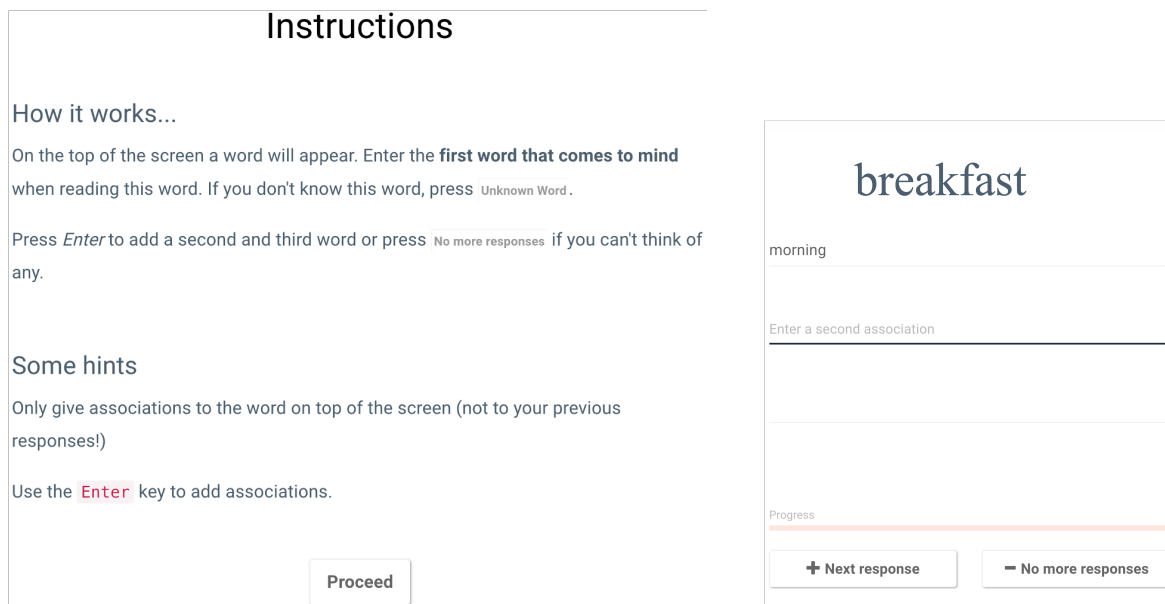 Instructions
How it works...
On the top of the screen a word will appear. Enter the first word that comes to mind
when reading this word. If you don't know this word, press Unknown Word.
Press Enter to add a second and third word or press No more responses if you can't think of
any.
Some hints
Only give associations to the word on top of the screen (not to your previous
responses!)
Use the Enter key to add associations.
Proceed
breakfast
morning
Enter a second association
Progress
+ Next response
− No more responses